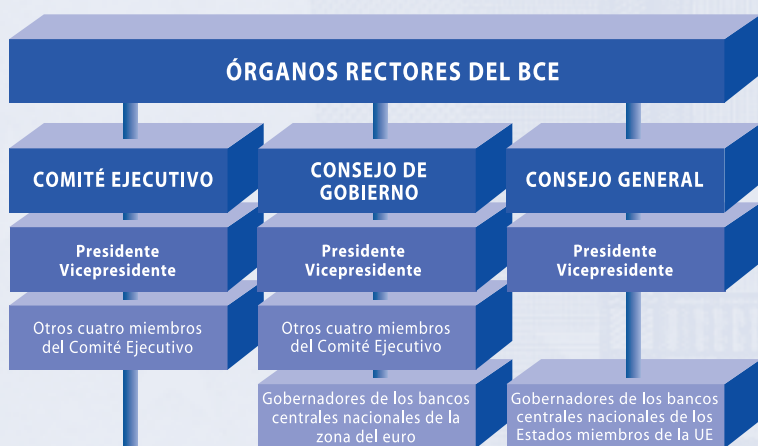 ÓRGANOS RECTORES DEL BCE
COMITÉ EJECUTIVO
Presidente
Vicepresidente
Otros cuatro miembros
del Comité Ejecutivo
CONSEJO DE
GOBIERNO
Presidente
Vicepresidente
Otros cuatro miembros
del Comité Ejecutivo
Gobernadores de los bancos
centrales nacionales de la
zona del euro
CONSEJO GENERAL
Presidente
Vicepresidente
Gobernadores de los bancos
centrales nacionales de los
Estados miembros de la UE